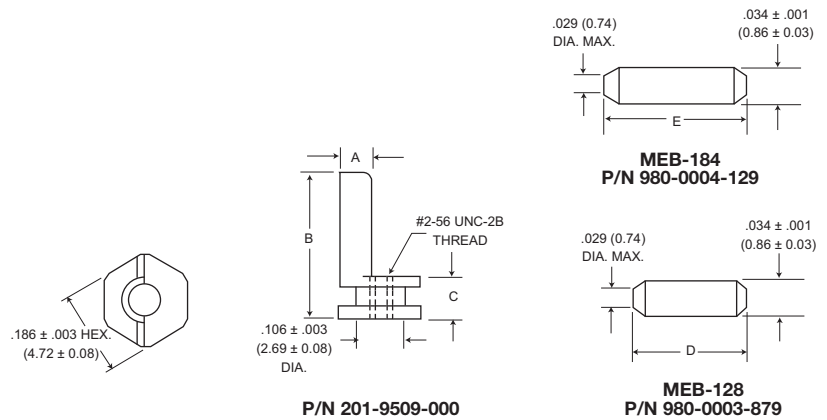 .029 (0.74)
DIA. MAX.
.034 ± .001
(0.86 ± 0.03)
E
MEB-184
P/N 980-0004-129
A
B
#2-56 UNC-2B
THREAD
C
.186 ± .003 HEX.
(4.72 ± 0.08)
.106 ± .003
(2.69 ± 0.08)
DIA.
P/N 201-9509-000
.029 (0.74)
DIA. MAX.
.034 ± .001
(0.86 ± 0.03)
D
MEB-128
P/N 980-0003-879